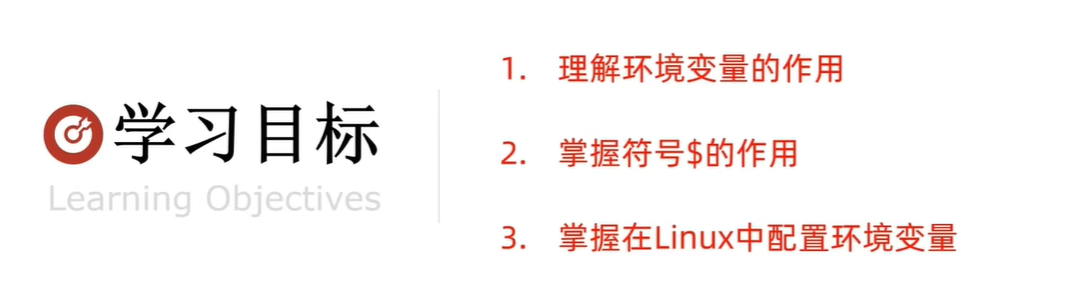 学习目标
Learning Objectives
1. 理解环境变量的作用
2. 掌握符号$的作用
3. 掌握在Linux中配置环境变量